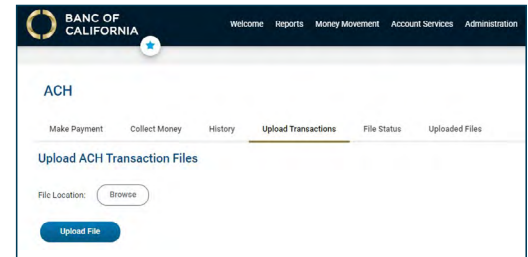 BANC OF
CALIFORNIA
Welcome Reports Money Movement Account Services Administration
ACH
Make Payment Collect Money History Upload Transactions File Status Uploaded Files
Upload ACH Transaction Files
File Location: Browse
Upload File